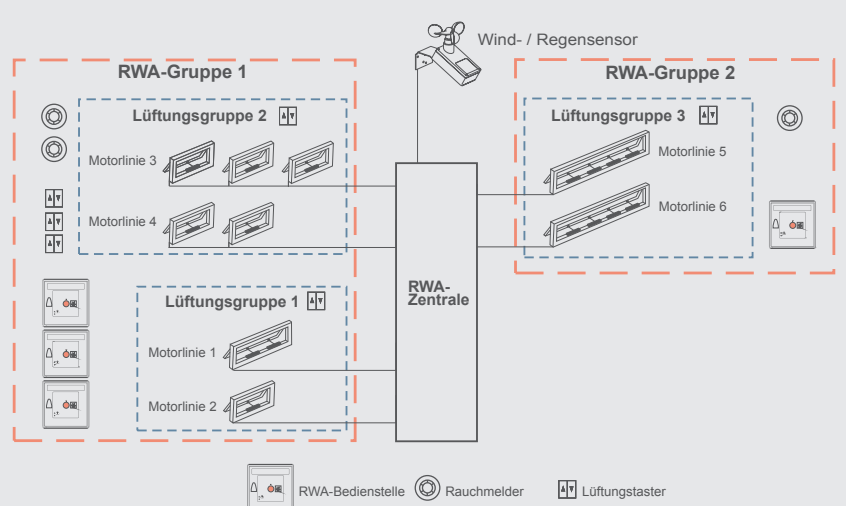 Wind- / Regensensor
RWA-Gruppe 1
Lüftungsgruppe 2
Motorlinie 3
Motorlinie 4
Lüftungsgruppe 1
Motorlinie 1
Motorlinie 2
RWA-
Zentrale
RWA-Gruppe 2
Lüftungsgruppe 3
Motorlinie 5
Motorlinie 6
RWA-Bedienstelle
Rauchmelder
Lüftungstaster